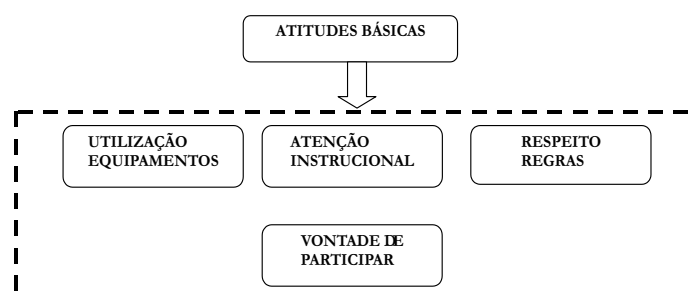 ATITUDES BÁSICAS
UTILIZAÇÃO
EQUIPAMENTOS
ATENÇÃO
INSTRUCIONAL
RESPEITO
REGRAS
VONTADE DE
PARTICIPAR